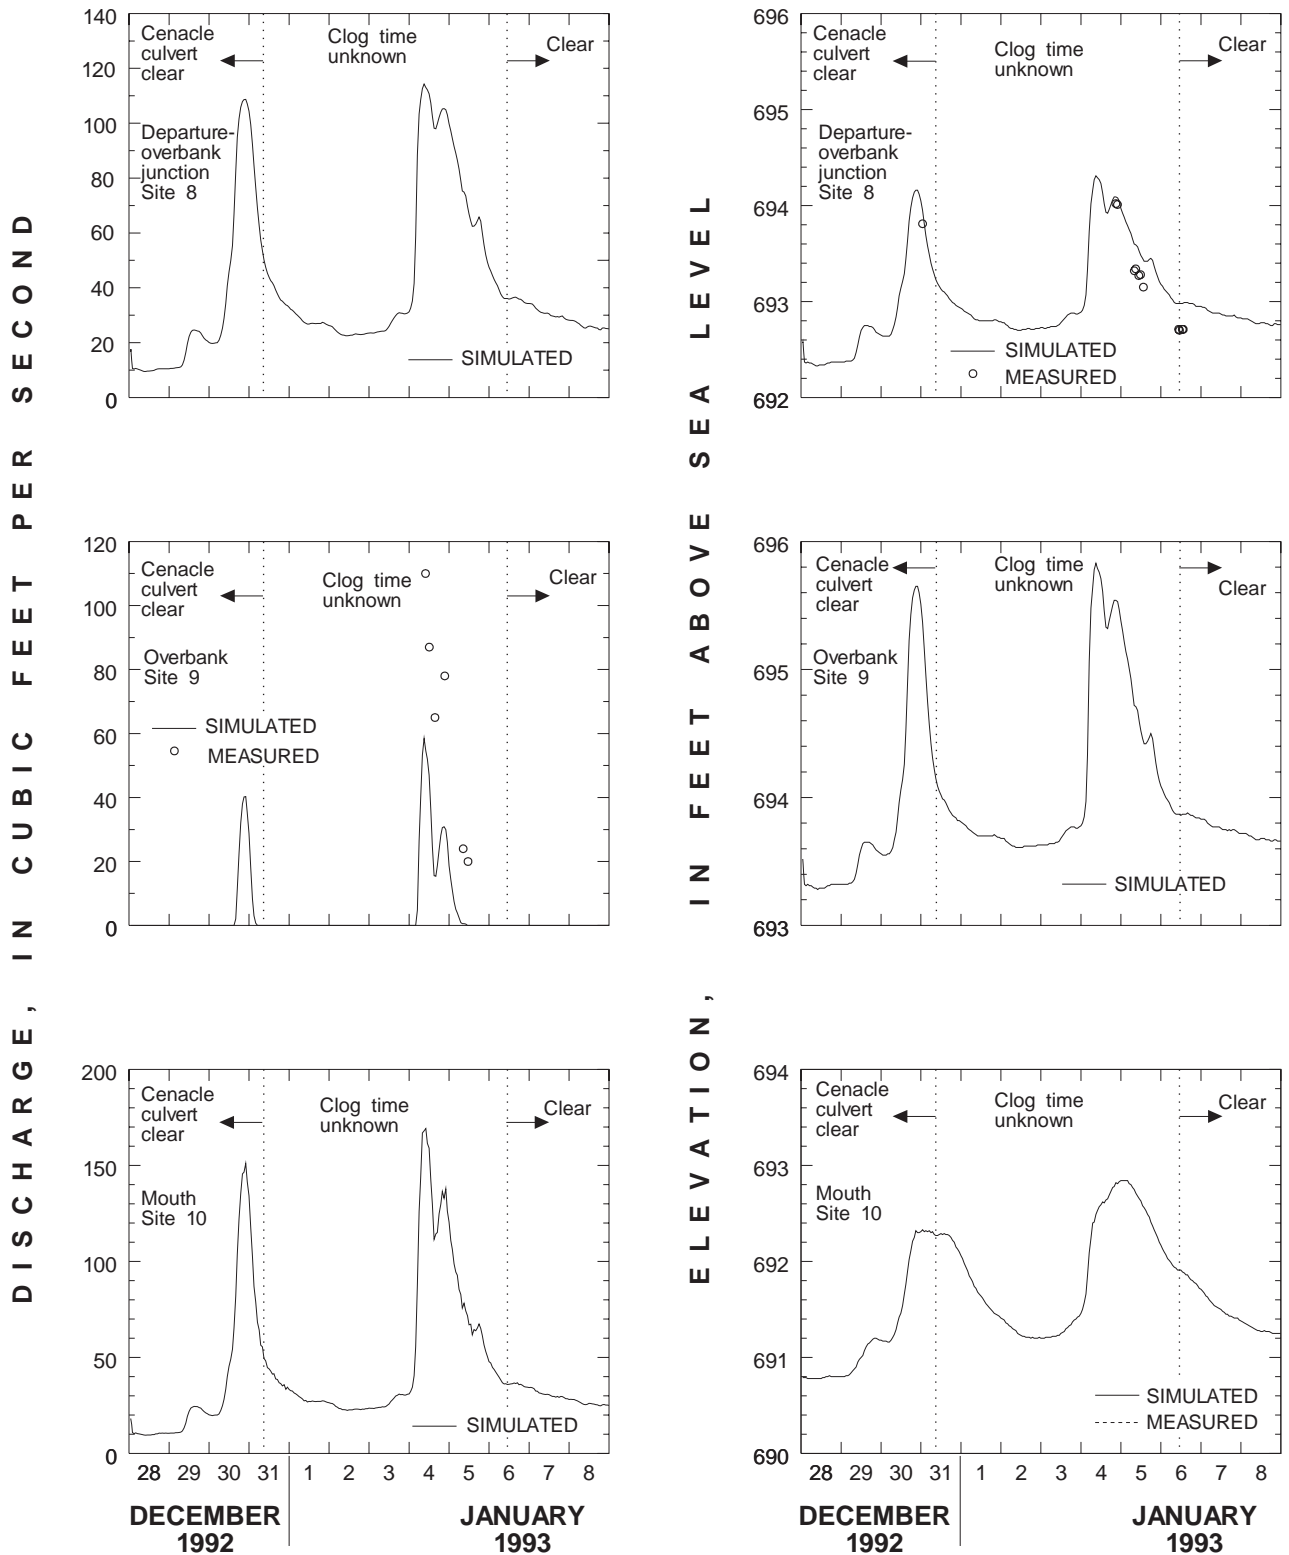 DISCHARGE, IN CUBIC FEET PER SECOND
140
120
100
80
60
40
20
0
Cenacle
culvert
clear
Clog time
unknown
Clear
Departure-
overbank
junction
Site 8
SIMULATED
120
100
80
60
40
20
0
Cenacle
culvert
clear
Clog time
unknown
Clear
Overbank
Site 9
SIMULATED
MEASURED
200
150
100
50
0
Cenacle
culvert
clear
Clog time
unknown
Clear
Mouth
Site 10
SIMULATED
28 29 30 31 1 2 3 4 5 6 7 8
DECEMBER JANUARY
1992 1993
ELEVATION, IN FEET ABOVE SEA LEVEL
696
695
694
693
692
Cenacle
culvert
clear
Clog time
unknown
Clear
Departure-
overbank
junction
Site 8
SIMULATED
MEASURED
696
695
694
693
Cenacle
culvert
clear
Clog time
unknown
Clear
Overbank
Site 9
SIMULATED
694
693
692
691
690
Cenacle
culvert
clear
Clog time
unknown
Clear
Mouth
Site 10
SIMULATED
MEASURED
28 29 30 31 1 2 3 4 5 6 7 8
DECEMBER JANUARY
1992 1993